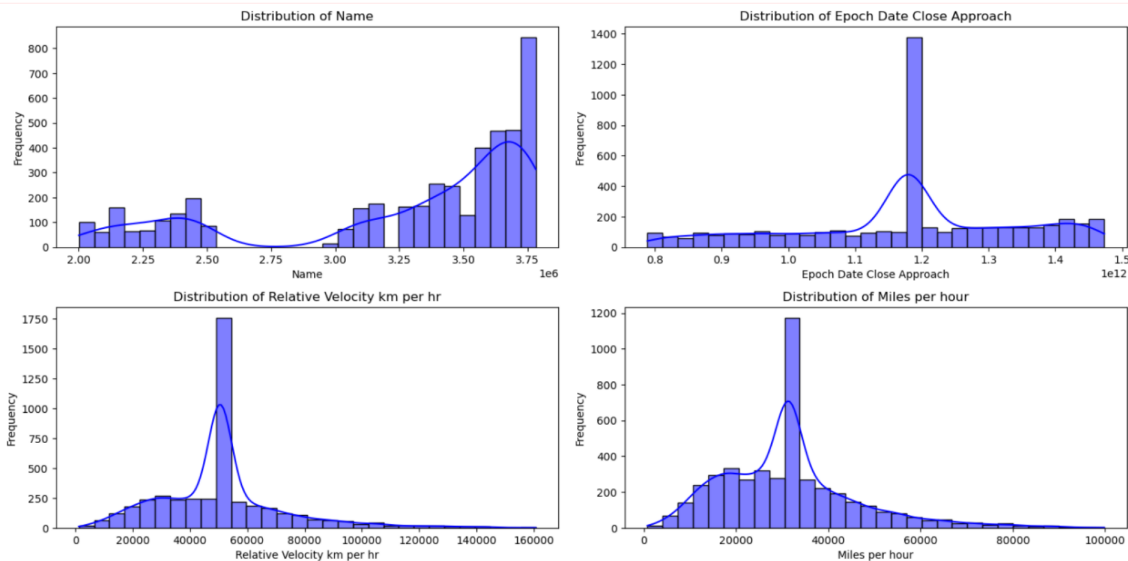 Distribution of Name
800
700
600
500
400
300
200
100
0
Frequency
2.00 2.25 2.50 2.75 3.00 3.25 3.50 3.75
1e6
Name
Distribution of Epoch Date Close Approach
1400
1200
1000
800
600
400
200
0
Frequency
0.8 0.9 1.0 1.1 1.2 1.3 1.4 1.5
1e12
Epoch Date Close Approach
Distribution of Relative Velocity km per hr
1750
1500
1250
1000
750
500
250
0
Frequency
0 20000 40000 60000 80000 100000 120000 140000 160000
Relative Velocity km per hr
Distribution of Miles per hour
1200
1000
800
600
400
200
0
Frequency
0 20000 40000 60000 80000 100000
Miles per hour